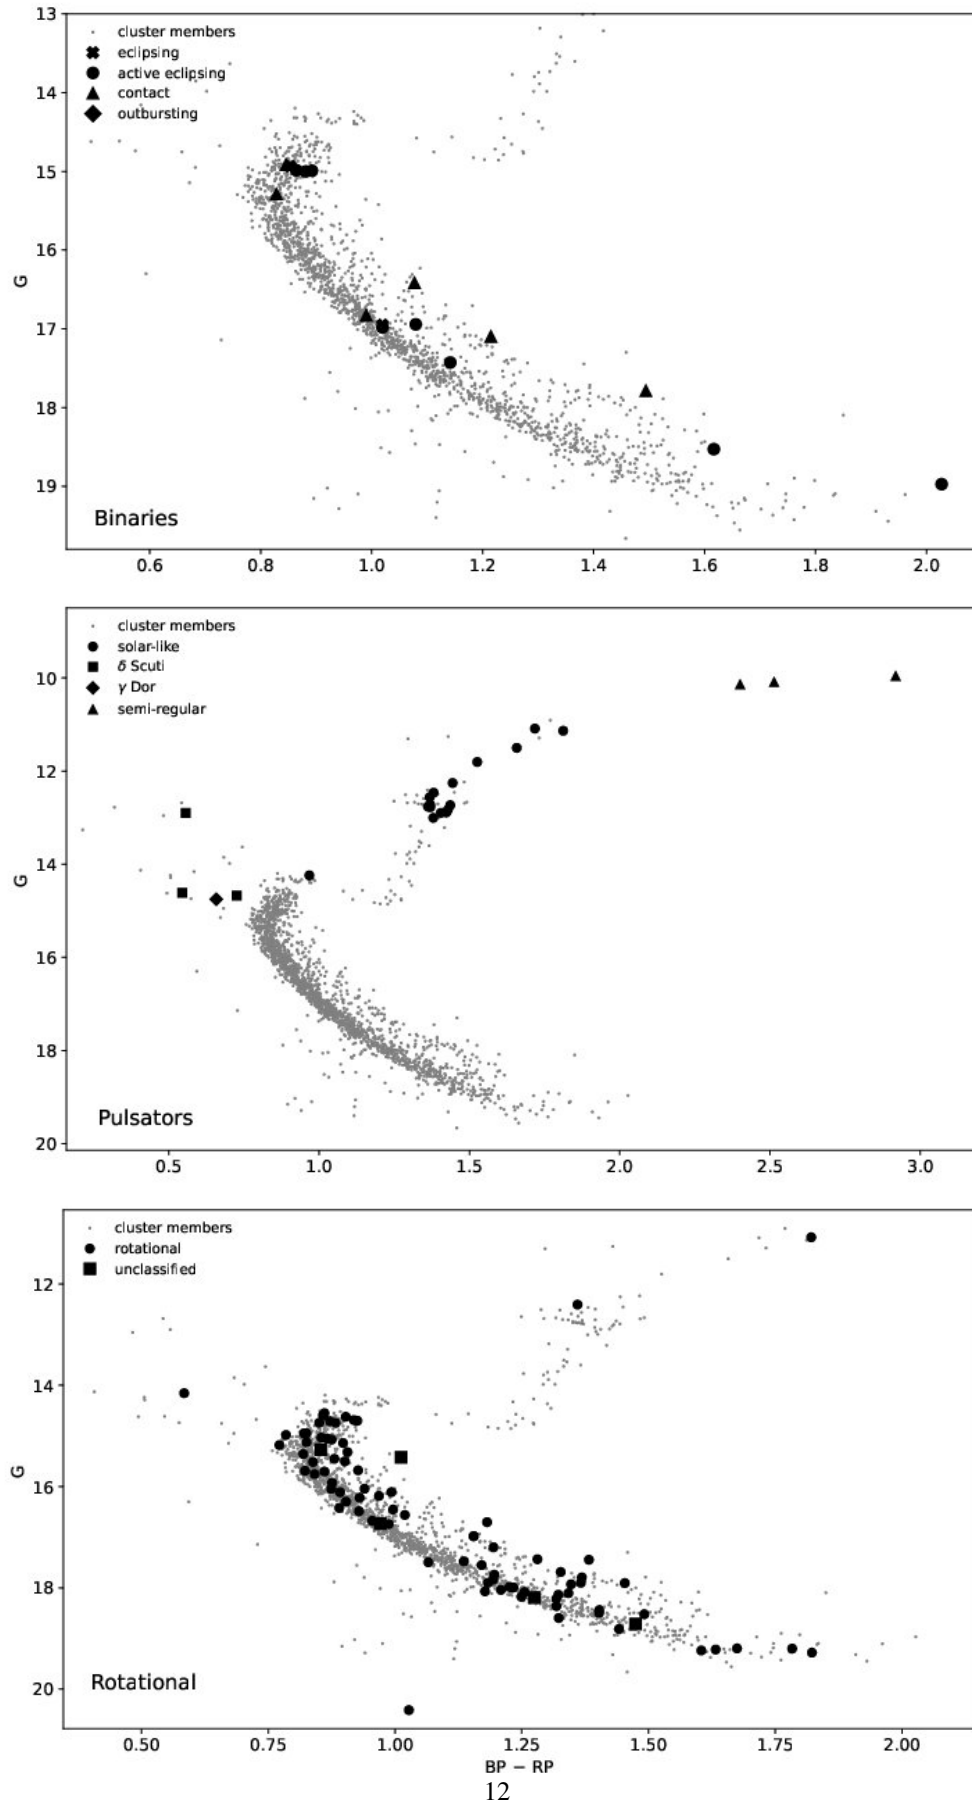 13
cluster members
eclipsing
active eclipsing
contact
outbursting
14
15
16
G
17
18
19
Binaries
0.6 0.8 1.0 1.2 1.4 1.6 1.8 2.0
cluster members
solar-like
δ Scuti
γ Dor
semi-regular
10
12
14
G
16
18
Pulsators
20
0.5 1.0 1.5 2.0 2.5 3.0
cluster members
rotational
unclassified
12
14
G
16
18
Rotational
20
0.50 0.75 1.00 1.25 1.50 1.75 2.00
BP − RP
12